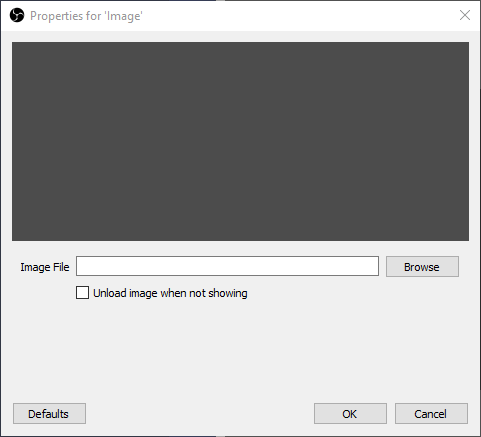 Properties for 'Image'
Image File
Browse
Unload image when not showing
Defaults
OK
Cancel